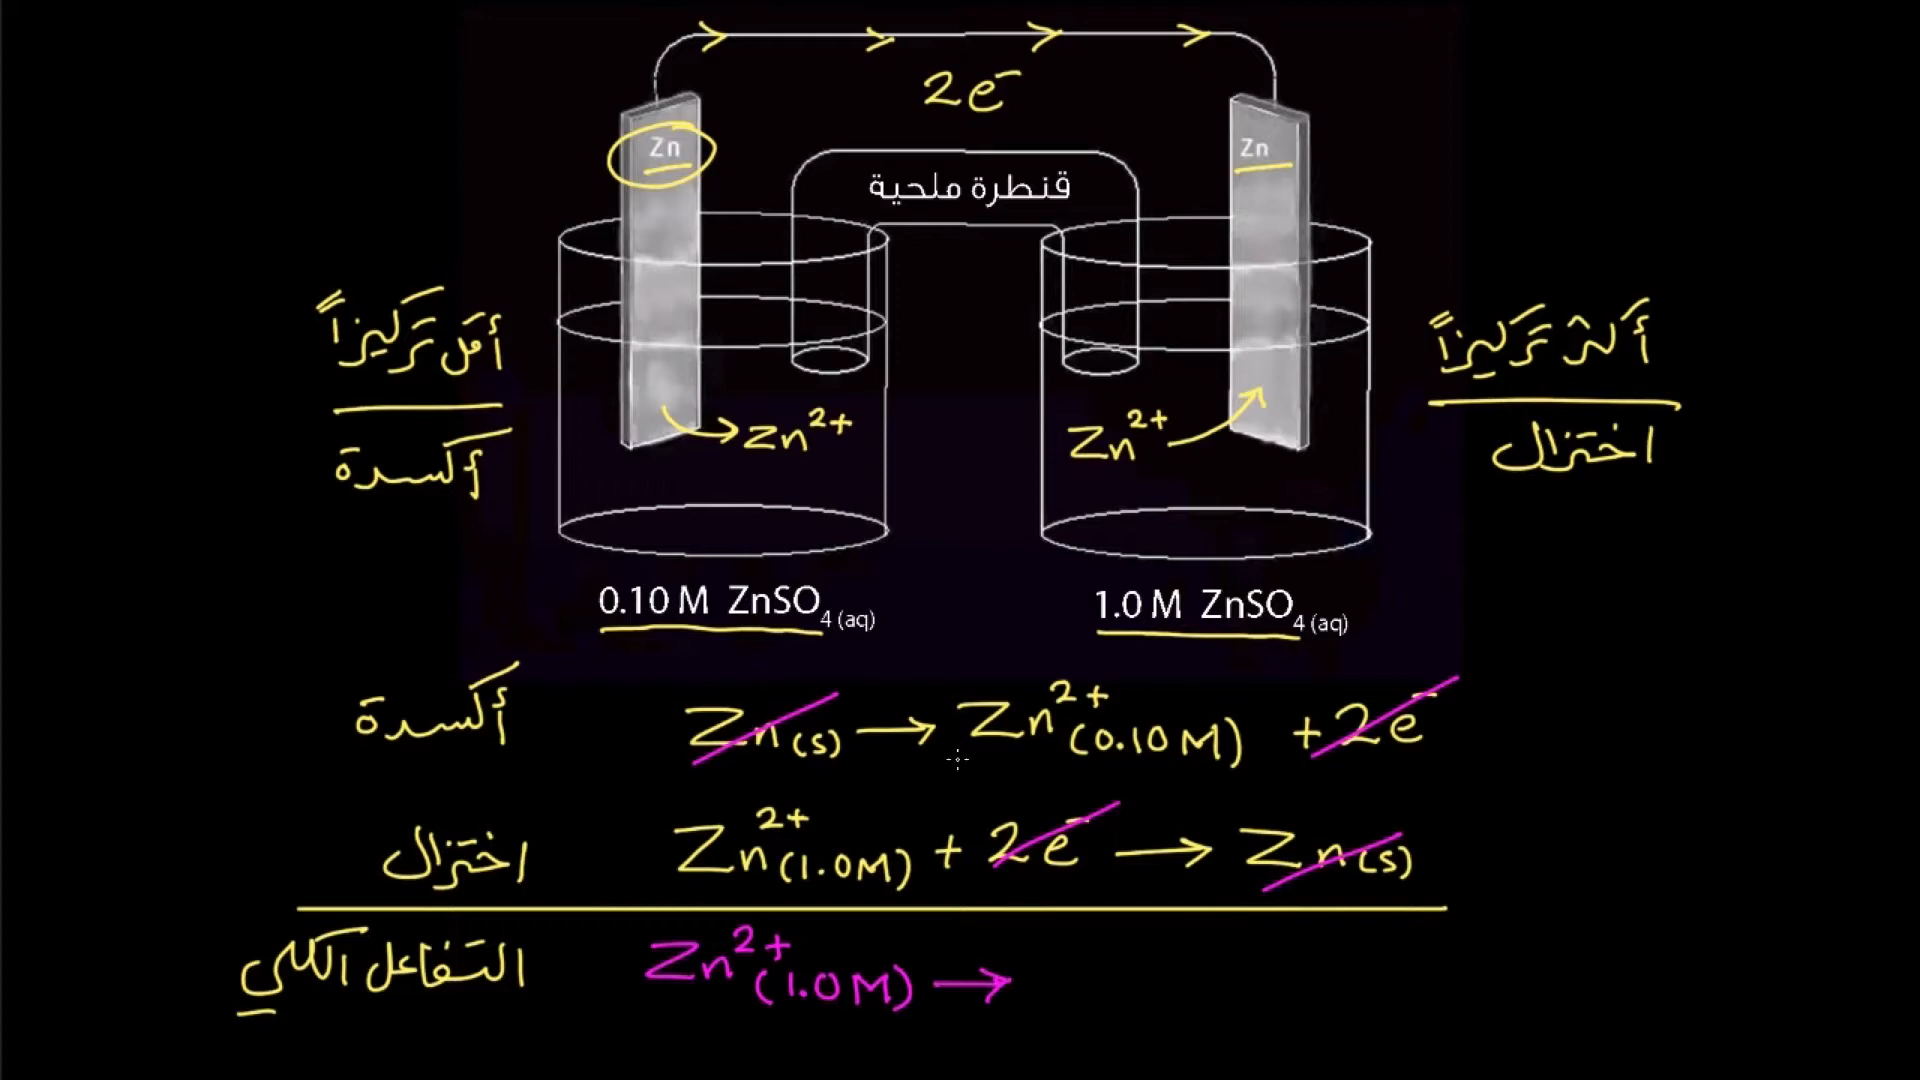 2e⁻
Zn
Zn
قنطرة ملحية
أقل تركيزاً
أكثر تركيزاً
أكسدة
Zn²⁺
Zn²⁺
اختزال
0.10 M ZnSO₄ (aq)
1.0 M ZnSO₄ (aq)
أكسدة Zn(s) → Zn²⁺(0.10M) + 2e⁻
اختزال Zn²⁺(1.0M) + 2e⁻ → Zn(s)
التفاعل الكلي Zn²⁺(1.0M) →